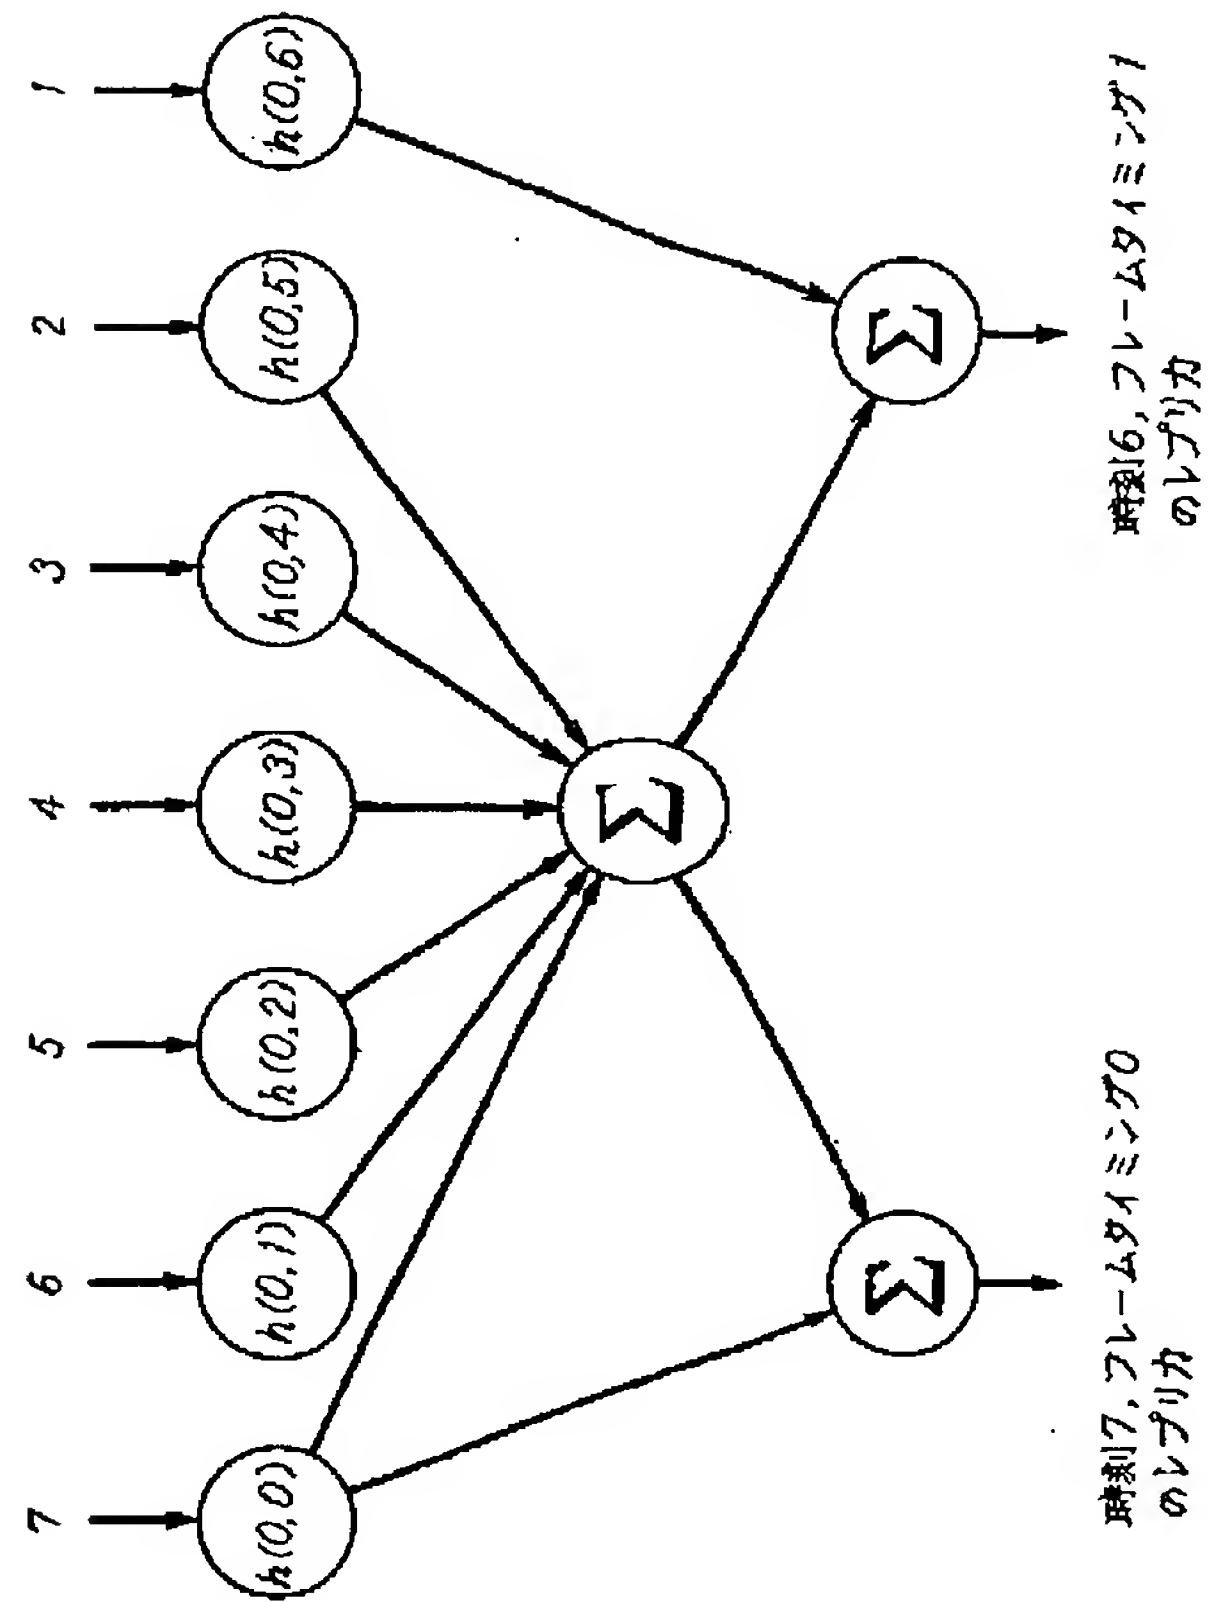 7
6
5
4
3
2
1
h(0,0)
h(0,1)
h(0,2)
h(0,3)
h(0,4)
h(0,5)
h(0,6)
Σ
Σ
Σ
時刻7,フレームタイミング0
のレプリカ
時刻6,フレームタイミング1
のレプリカ